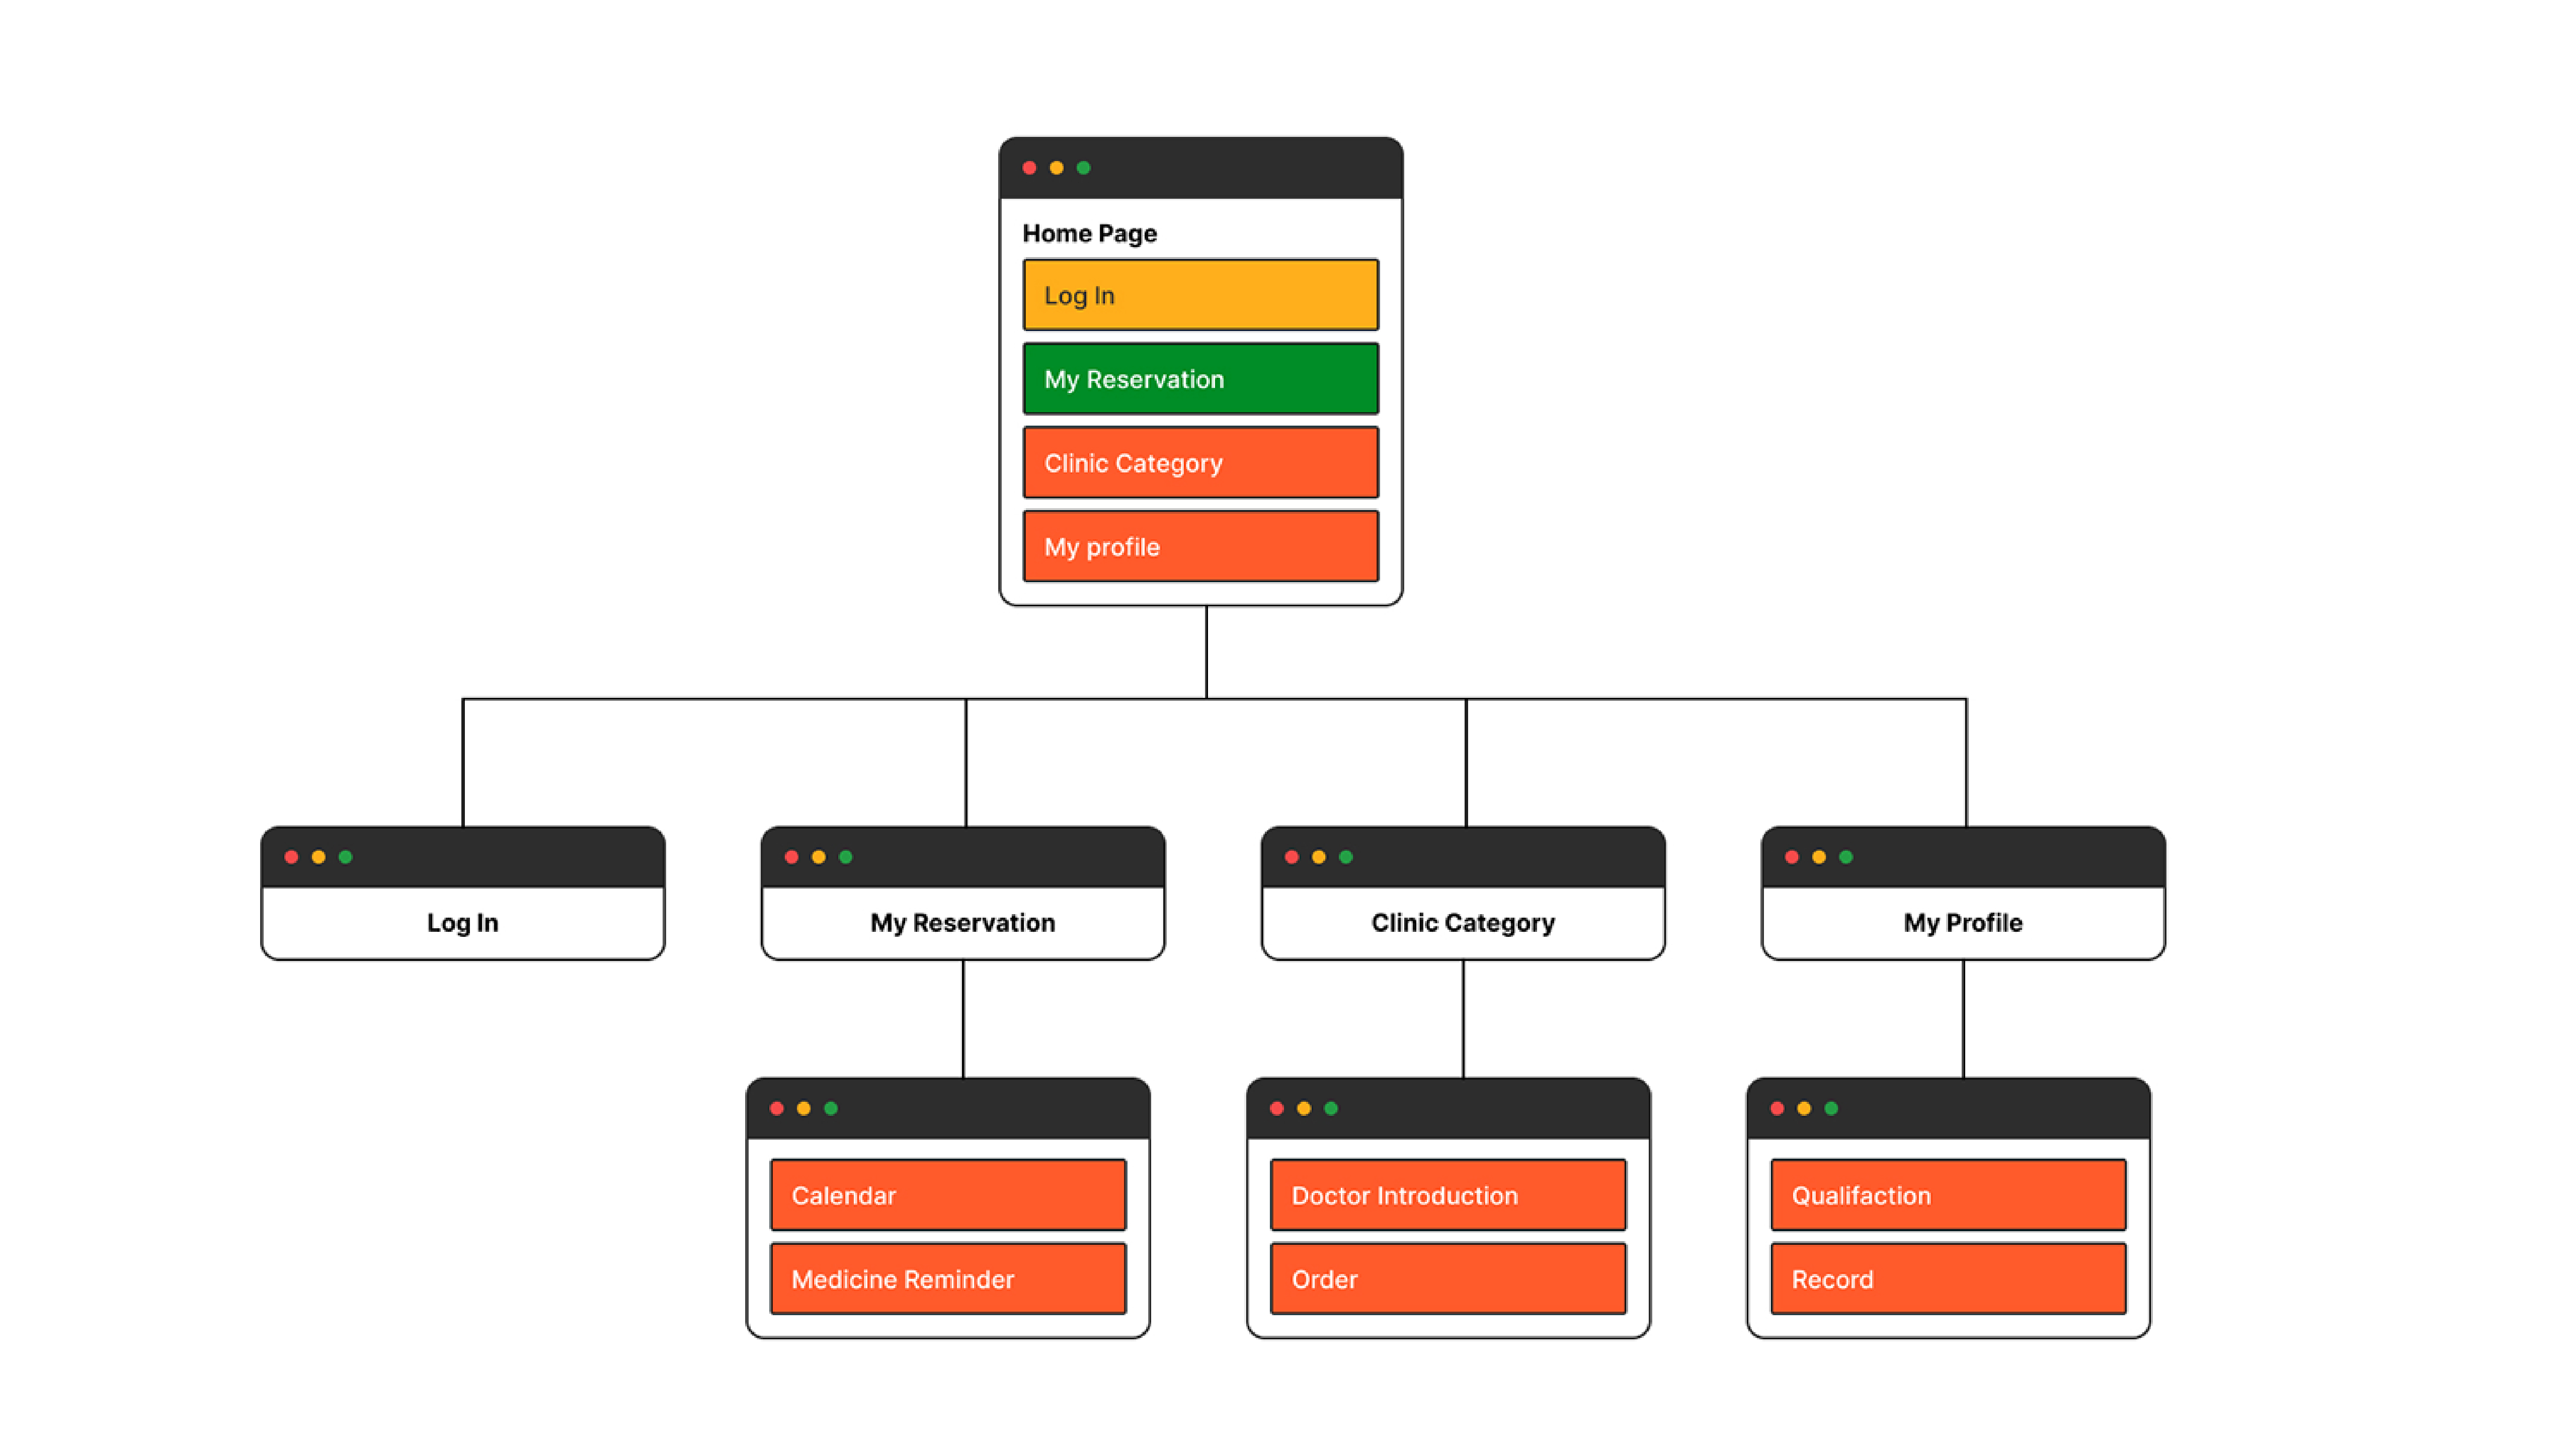 Home Page
Log In
My Reservation
Clinic Category
My profile
Log In
My Reservation
Clinic Category
My Profile
Calendar
Medicine Reminder
Doctor Introduction
Order
Qualifaction
Record